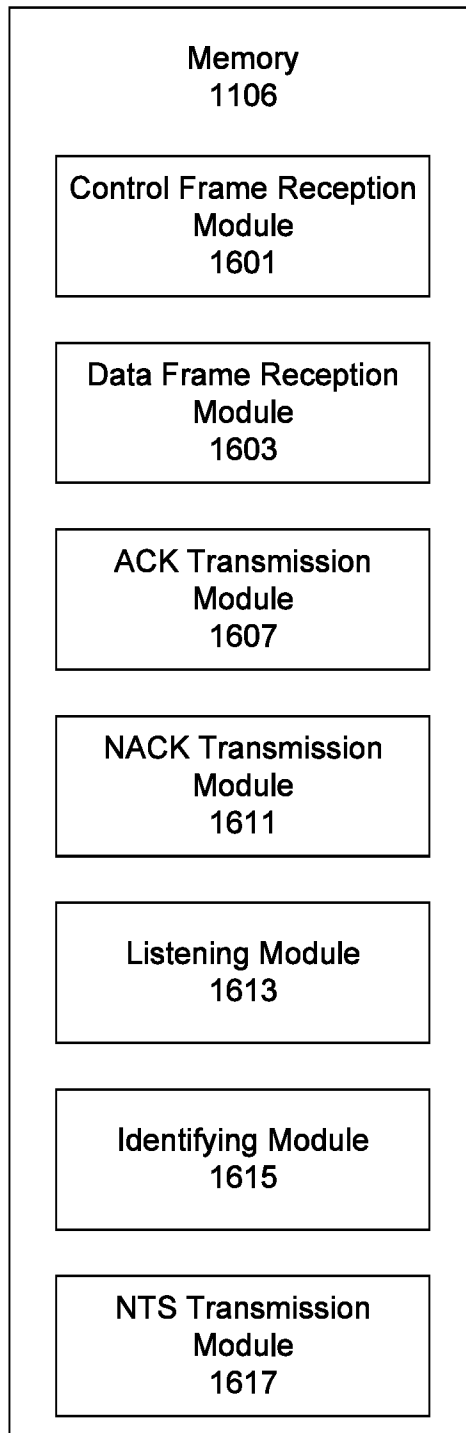 Memory
1106
Control Frame Reception
Module
1601
Data Frame Reception
Module
1603
ACK Transmission
Module
1607
NACK Transmission
Module
1611
Listening Module
1613
Identifying Module
1615
NTS Transmission
Module
1617